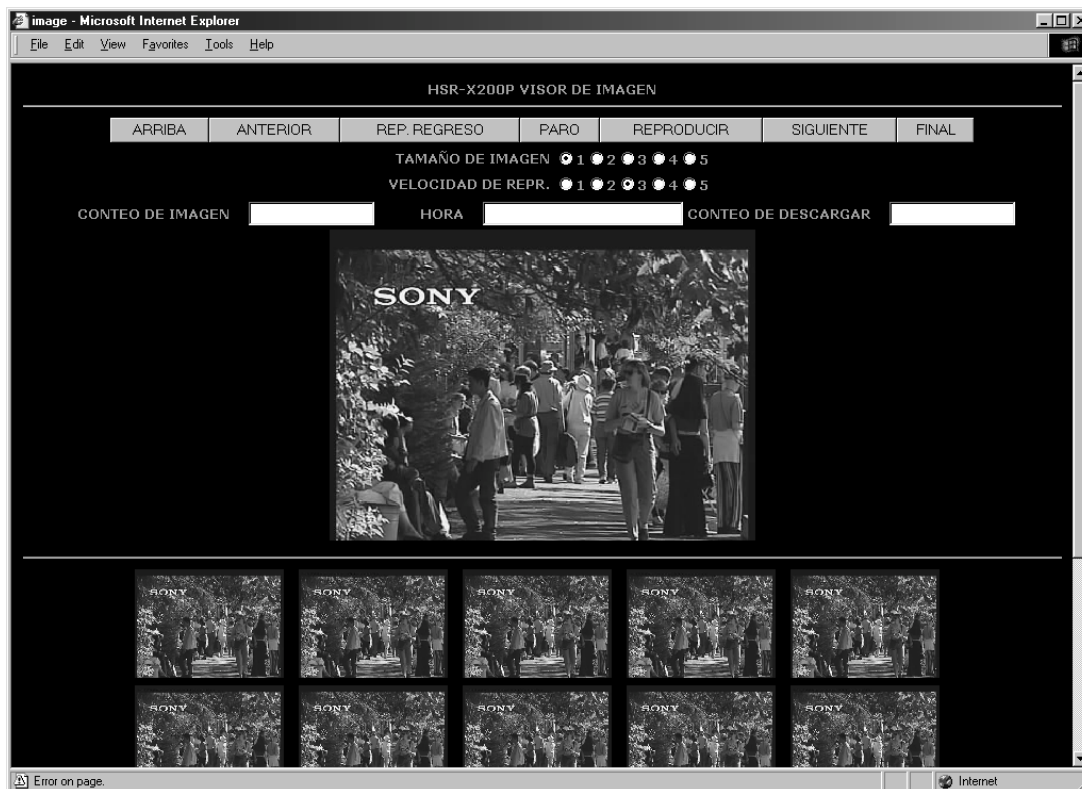 image - Microsoft Internet Explorer
File Edit View Favorites Tools Help
HSR-X200P VISOR DE IMAGEN
ARRIBA ANTERIOR REP. REGRESO PARO REPRODUCIR SIGUIENTE FINAL
TAMAÑO DE IMAGEN 1 2 3 4 5
VELOCIDAD DE REPR. 1 2 3 4 5
CONTEO DE IMAGEN HORA CONTEO DE DESCARGAR
SONY
SONY SONY SONY SONY SONY
SONY SONY SONY SONY SONY
Error on page. Internet